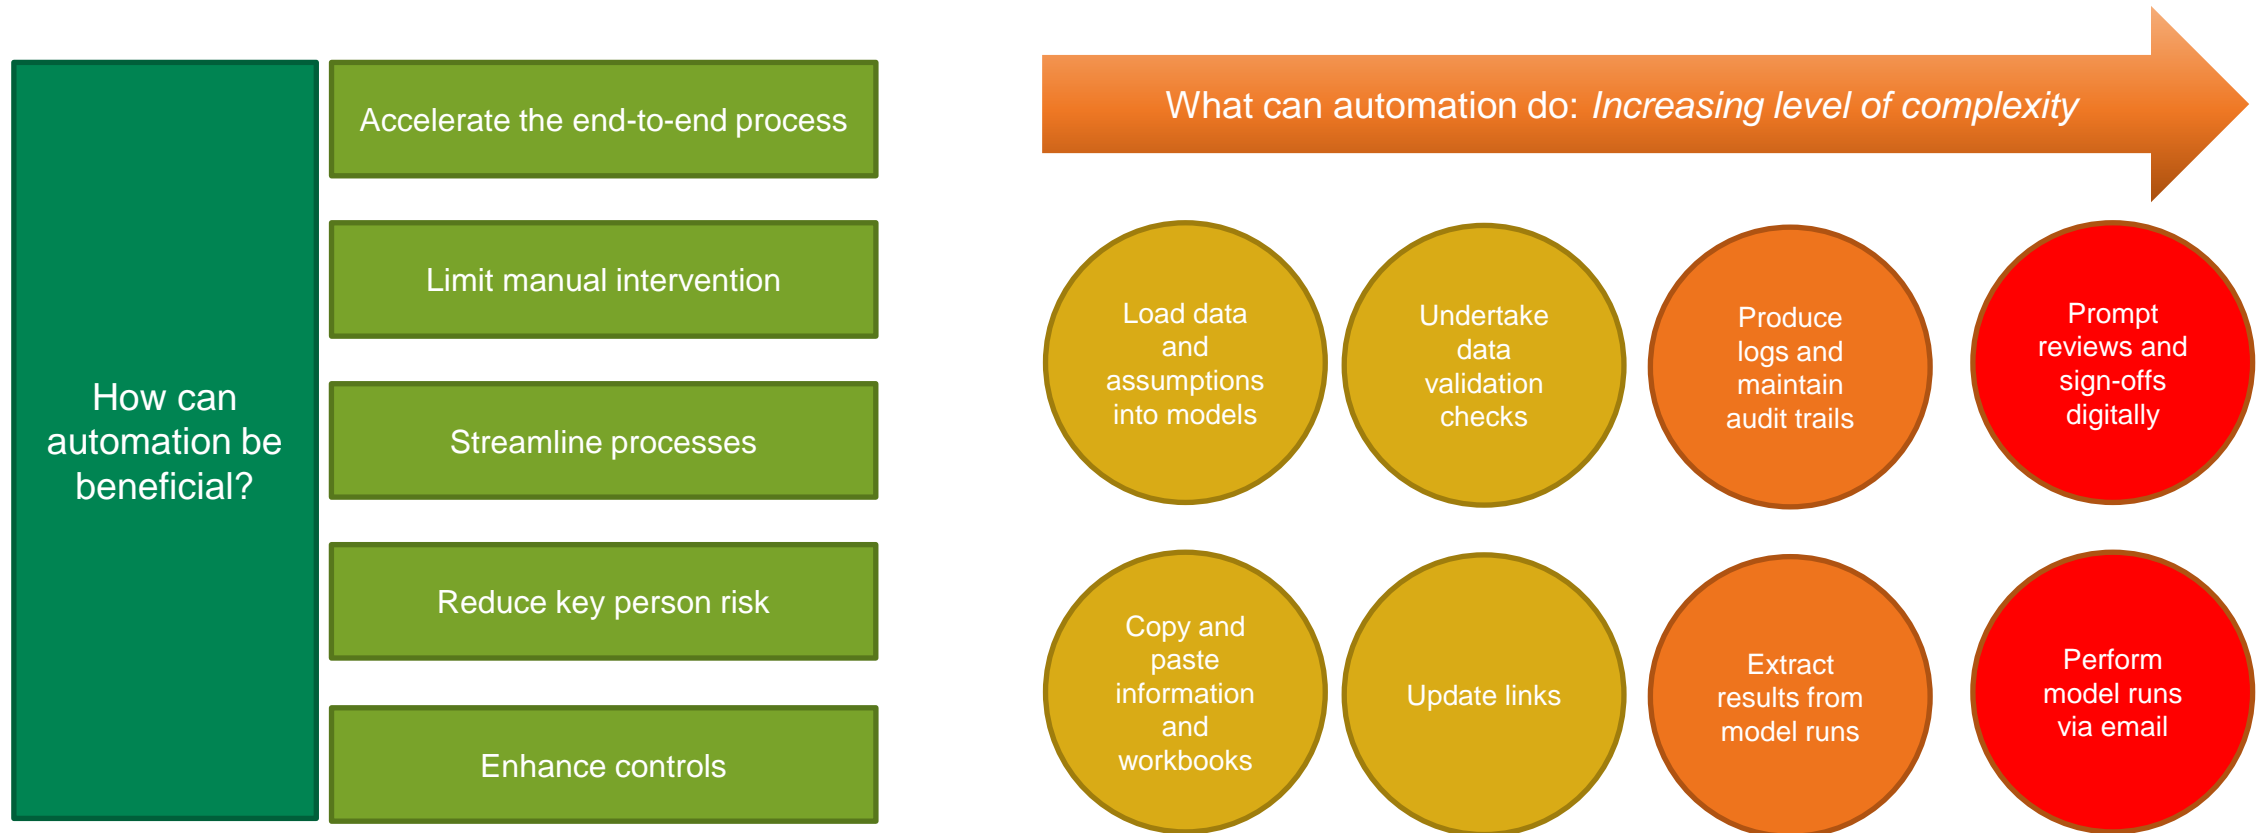 How can
automation be
beneficial?
Accelerate the end-to-end process
Limit manual intervention
Streamline processes
Reduce key person risk
Enhance controls
What can automation do: Increasing level of complexity
Load data
and
assumptions
into models
Undertake
data
validation
checks
Produce
logs and
maintain
audit trails
Prompt
reviews and
sign-offs
digitally
Copy and
paste
information
and
workbooks
Update links
Extract
results from
model runs
Perform
model runs
via email